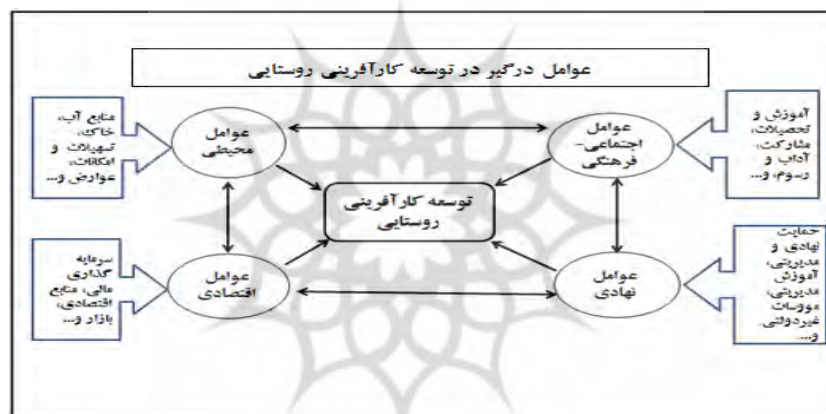 عوامل درگیر در توسعه کارآفرینی روستایی
آموزش و
تحصیلات،
مشارکت،
آداب و
رسوم، و...
عوامل
اجتماعی-
فرهنگی
عوامل
محیطی
منابع آب،
خاک،
تسهیلات و
امکانات،
عوارض و...
توسعه کارآفرینی
روستایی
حمایت
نهادی و
مدیریتی،
آموزش
مدیریتی،
موسات
غیردولتی
و...
عوامل
نهادی
عوامل
اقتصادی
سرمایه
گذاری
مالی، منابع
اقتصادی،
بازار و...